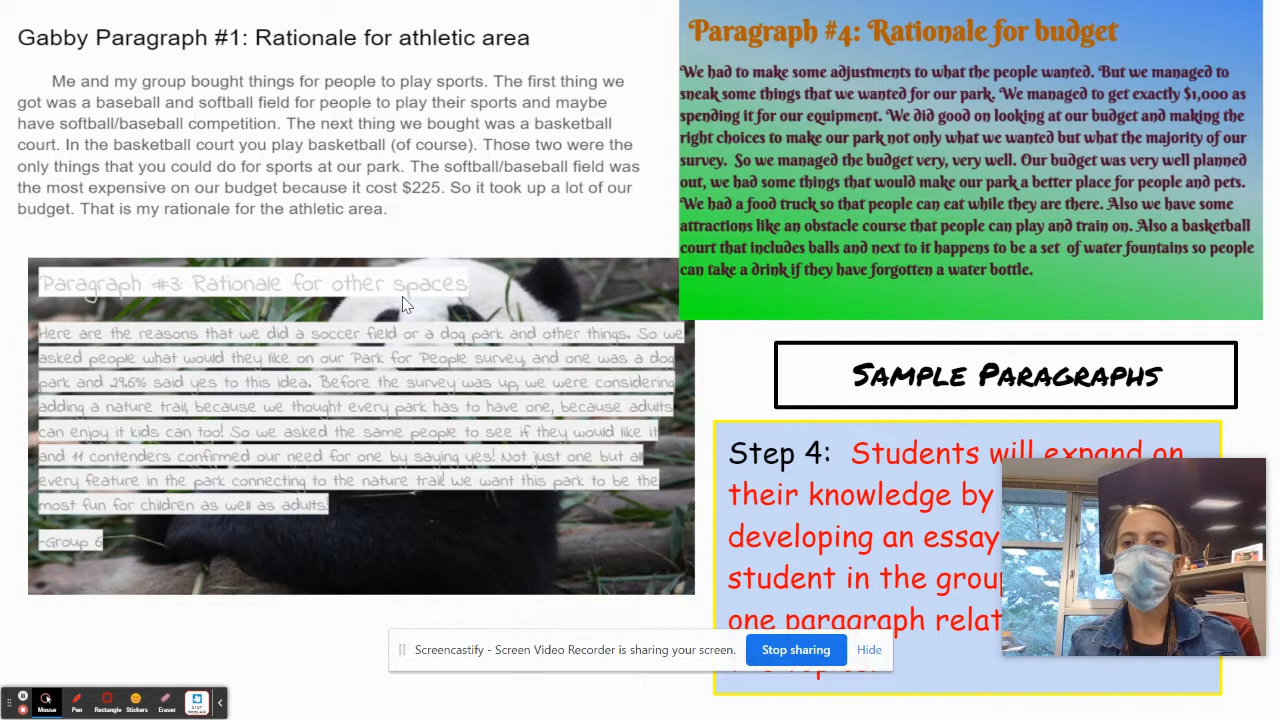 Gabby Paragraph #1: Rationale for athletic area
Me and my group bought things for people to play sports. The first thing we
got was a baseball and softball field for people to play their sports and maybe
have softball/baseball competition. The next thing we bought was a basketball
court. In the basketball court you play basketball (of course). Those two were the
only things that you could do for sports at our park. The softball/baseball field was
the most expensive on our budget because it cost $225. So it took up a lot of our
budget. That is my rationale for the athletic area.
Paragraph #4: Rationale for budget
We had to make some adjustments to what the people wanted. But we managed to
sneak some things that we wanted for our park. We managed to get exactly $1,000 as
spending it for our equipment. We did good on looking at our budget and making the
right choices to make our park not only what we wanted but what the majority of our
survey. So we managed the budget very, very well. Our budget was very well planned
out, we had some things that would make our park a better place for people and pets.
We had a food truck so that people can eat while they are there. Also we have some
attractions like an obstacle course that people can play and train on. Also a basketball
court that includes balls and next to it happens to be a set of water fountains so people
can take a drink if they have forgotten a water bottle.
Paragraph #3: Rationale for other spaces
Here are the reasons that we did a soccer field or a dog park and other things. So we
asked people what would they like on our Park for People survey, and one was a dog
park and 29.6% said yes to this idea. Before the survey was up, we were considering
adding a nature trail, because we thought every park has to have one, because adults
can enjoy it kids can too! So we asked the same people to see if they would like it
and 11 contenders confirmed our need for one by saying yes! Not just one but all
every feature in the park connecting to the nature trail! We want this park to be the
most fun for children as well as adults!
-Group 6
Sample Paragraphs
Step 4: Students will expand on
their knowledge by
developing an essay
student in the group
one paragraph relat
Screencastify - Screen Video Recorder is sharing your screen.
Stop sharing
Hide
Mouse
Pen
Rectangle
Stickers
Eraser